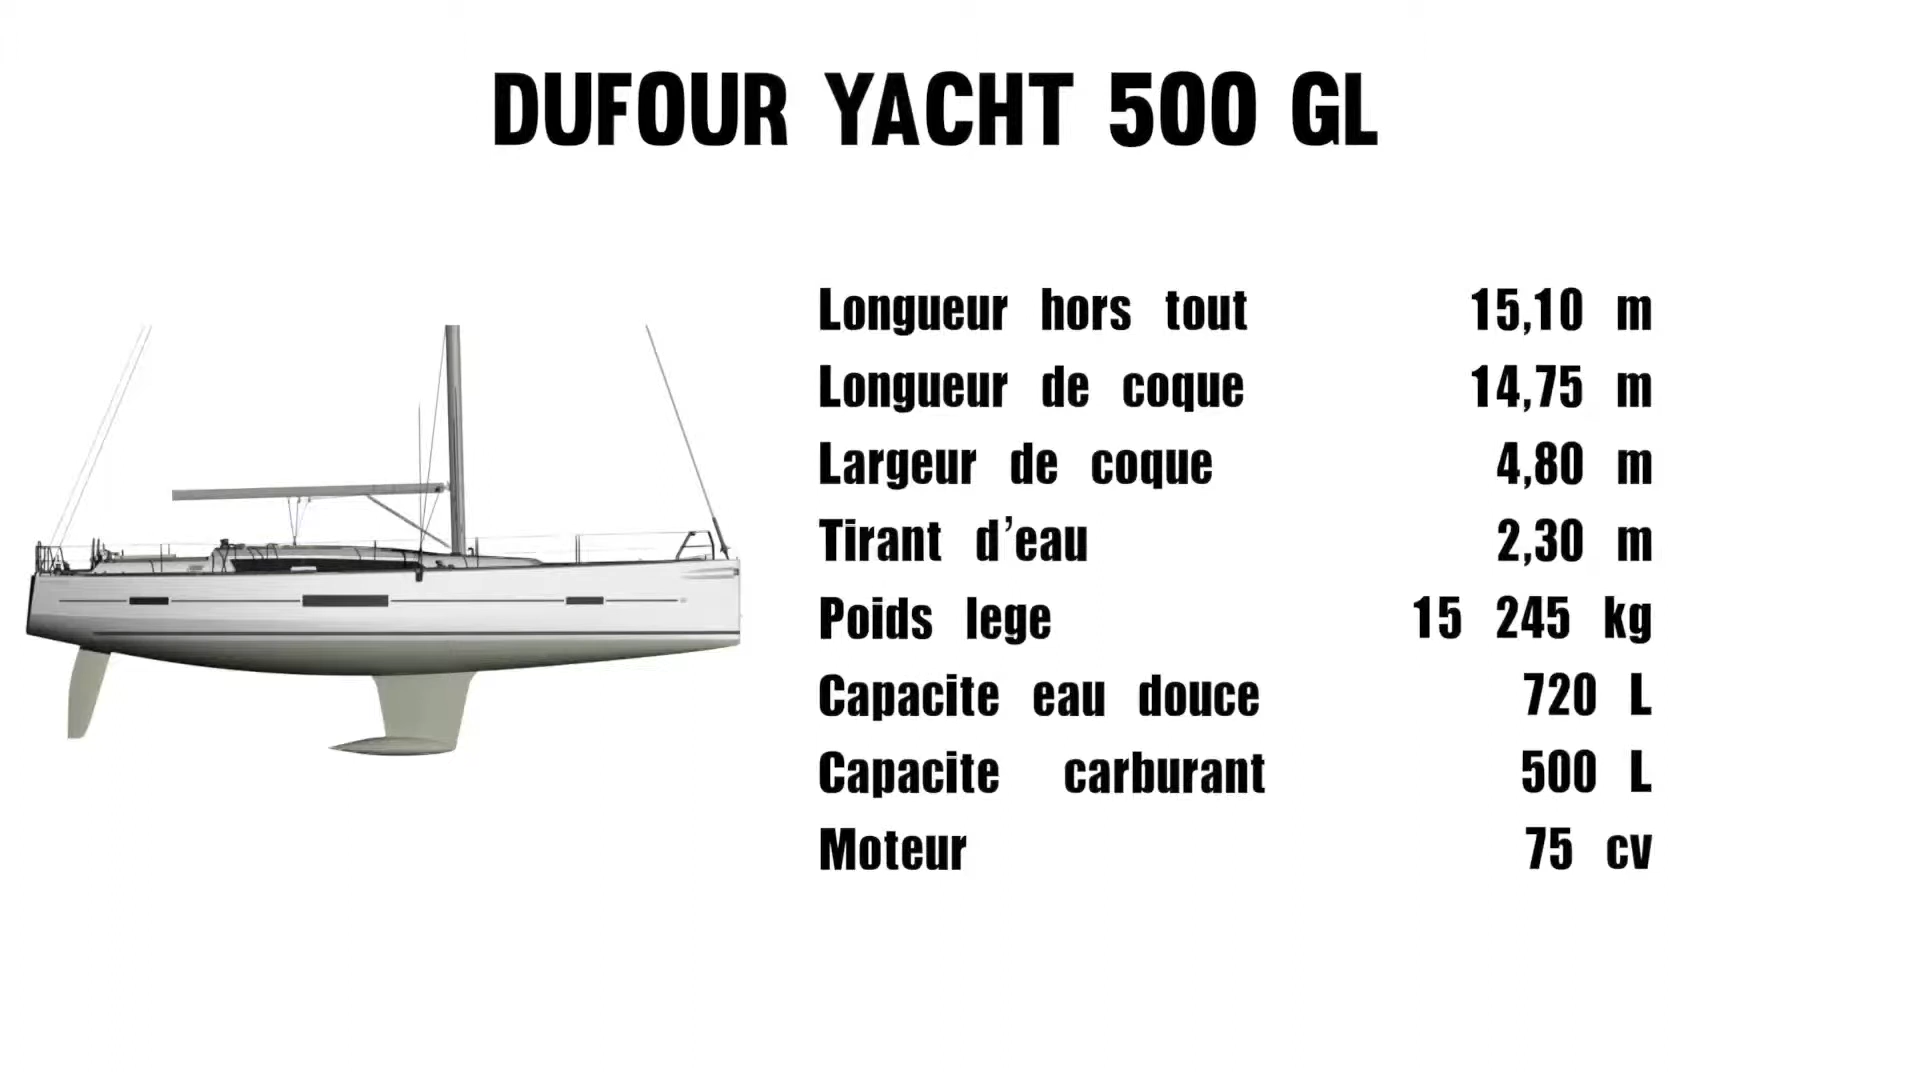 DUFOUR YACHT 500 GL
Longueur hors tout 15,10 m
Longueur de coque 14,75 m
Largeur de coque 4,80 m
Tirant d'eau 2,30 m
Poids lege 15 245 kg
Capacite eau douce 720 L
Capacite carburant 500 L
Moteur 75 cv